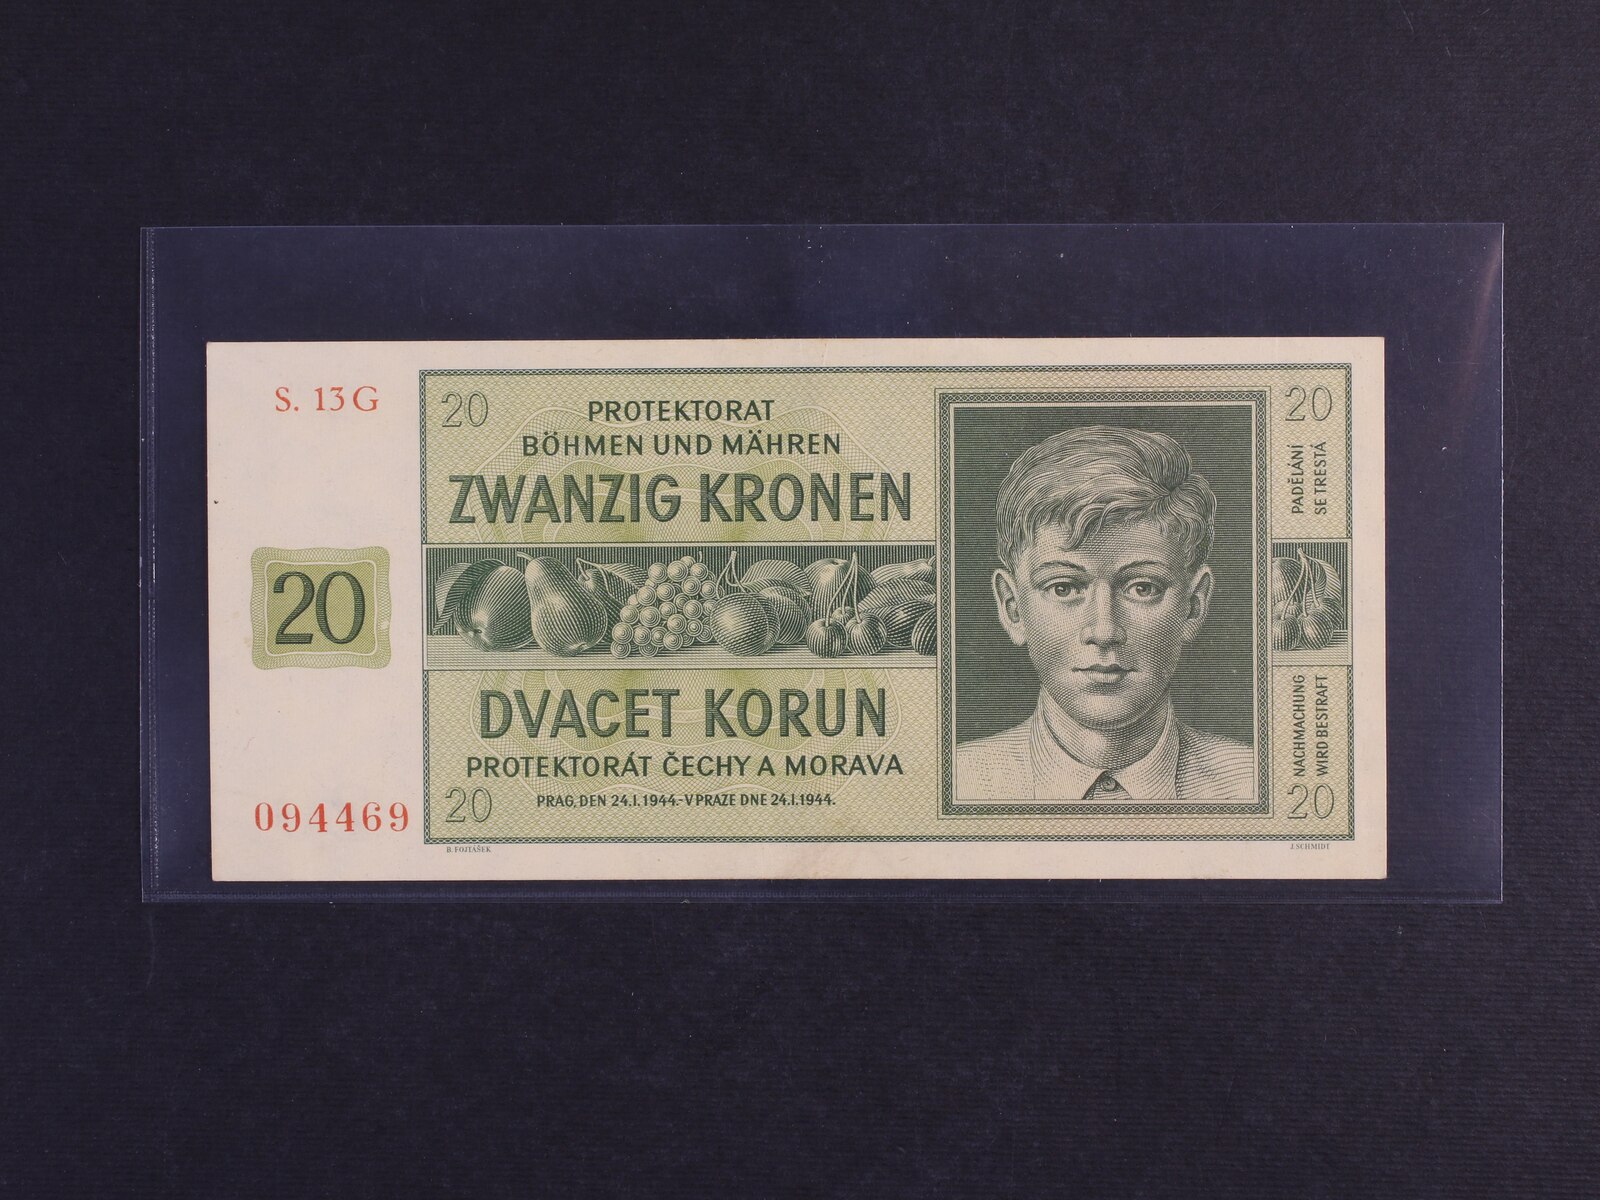 S. 13 G
20
094469
20
20
PROTEKTORAT
BÖHMEN UND MÄHREN
ZWANZIG KRONEN
DVACET KORUN
PROTEKTORÁT ČECHY A MORAVA
20
PRAG, DEN 24.I.1944.-V PRAZE DNE 24.I.1944.
PADĚLÁNÍ
SE TRESTÁ
NACHMACHUNG
WIRD BESTRAFT
20
B. FOJTÁŠEK
J. SCHMIDT